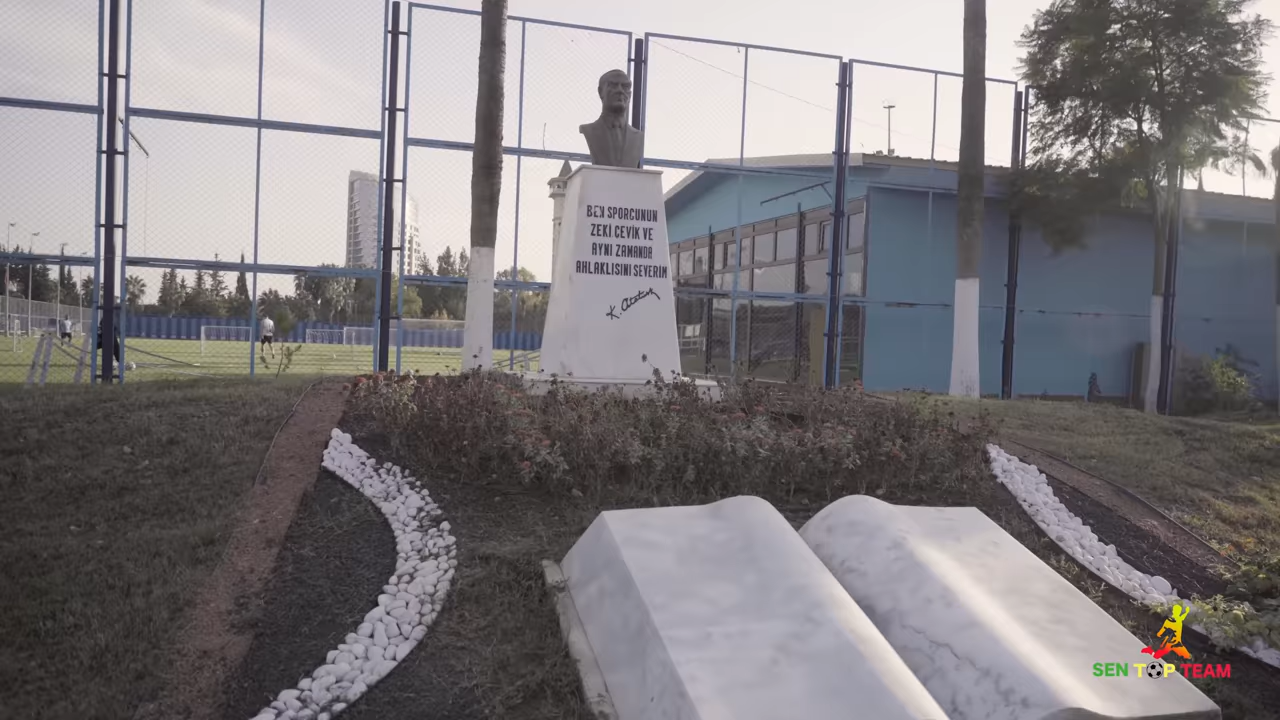 BEN SPORCUNUN
ZEKİ ÇEVİK VE
AYNI ZAMANDA
AHLAKLISINI SEVERİM
K. Atatürk
SEN TOP TEAM